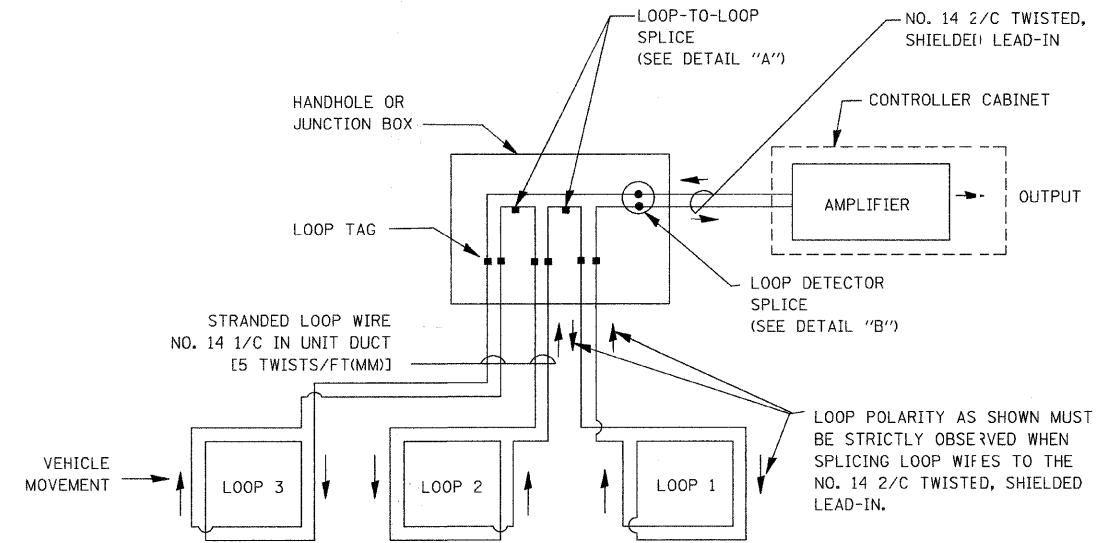 LOOP-TO-LOOP
SPLICE
(SEE DETAIL "A")
NO. 14 2/C TWISTED,
SHIELDED LEAD-IN
HANDHOLE OR
JUNCTION BOX
CONTROLLER CABINET
AMPLIFIER
OUTPUT
LOOP TAG
LOOP DETECTOR
SPLICE
(SEE DETAIL "B")
STRANDED LOOP WIRE
NO. 14 1/C IN UNIT DUCT
[5 TWISTS/FT(MM)]
LOOP POLARITY AS SHOWN MUST
BE STRICTLY OBSERVED WHEN
SPLICING LOOP WIRES TO THE
NO. 14 2/C TWISTED, SHIELDED
LEAD-IN.
VEHICLE
MOVEMENT
LOOP 3
LOOP 2
LOOP 1